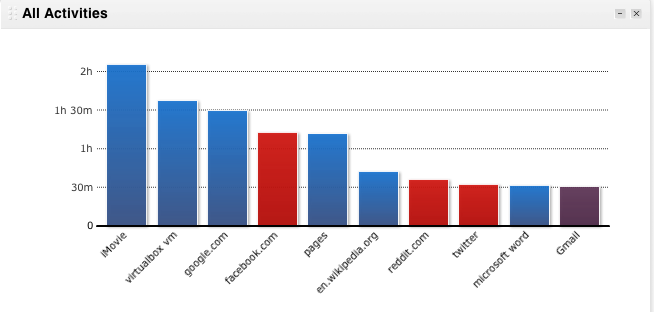 All Activities
2h
1h 30m
1h
30m
0
iMovie
virtualbox vm
google.com
facebook.com
pages
en.wikipedia.org
reddit.com
twitter
microsoft word
Gmail